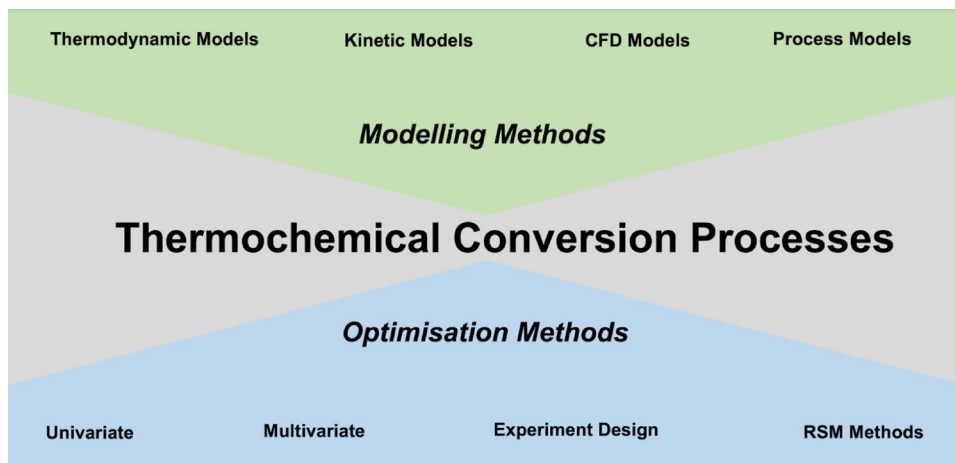 Thermodynamic Models Kinetic Models CFD Models Process Models
Modelling Methods
Thermochemical Conversion Processes
Optimisation Methods
Univariate Multivariate Experiment Design RSM Methods